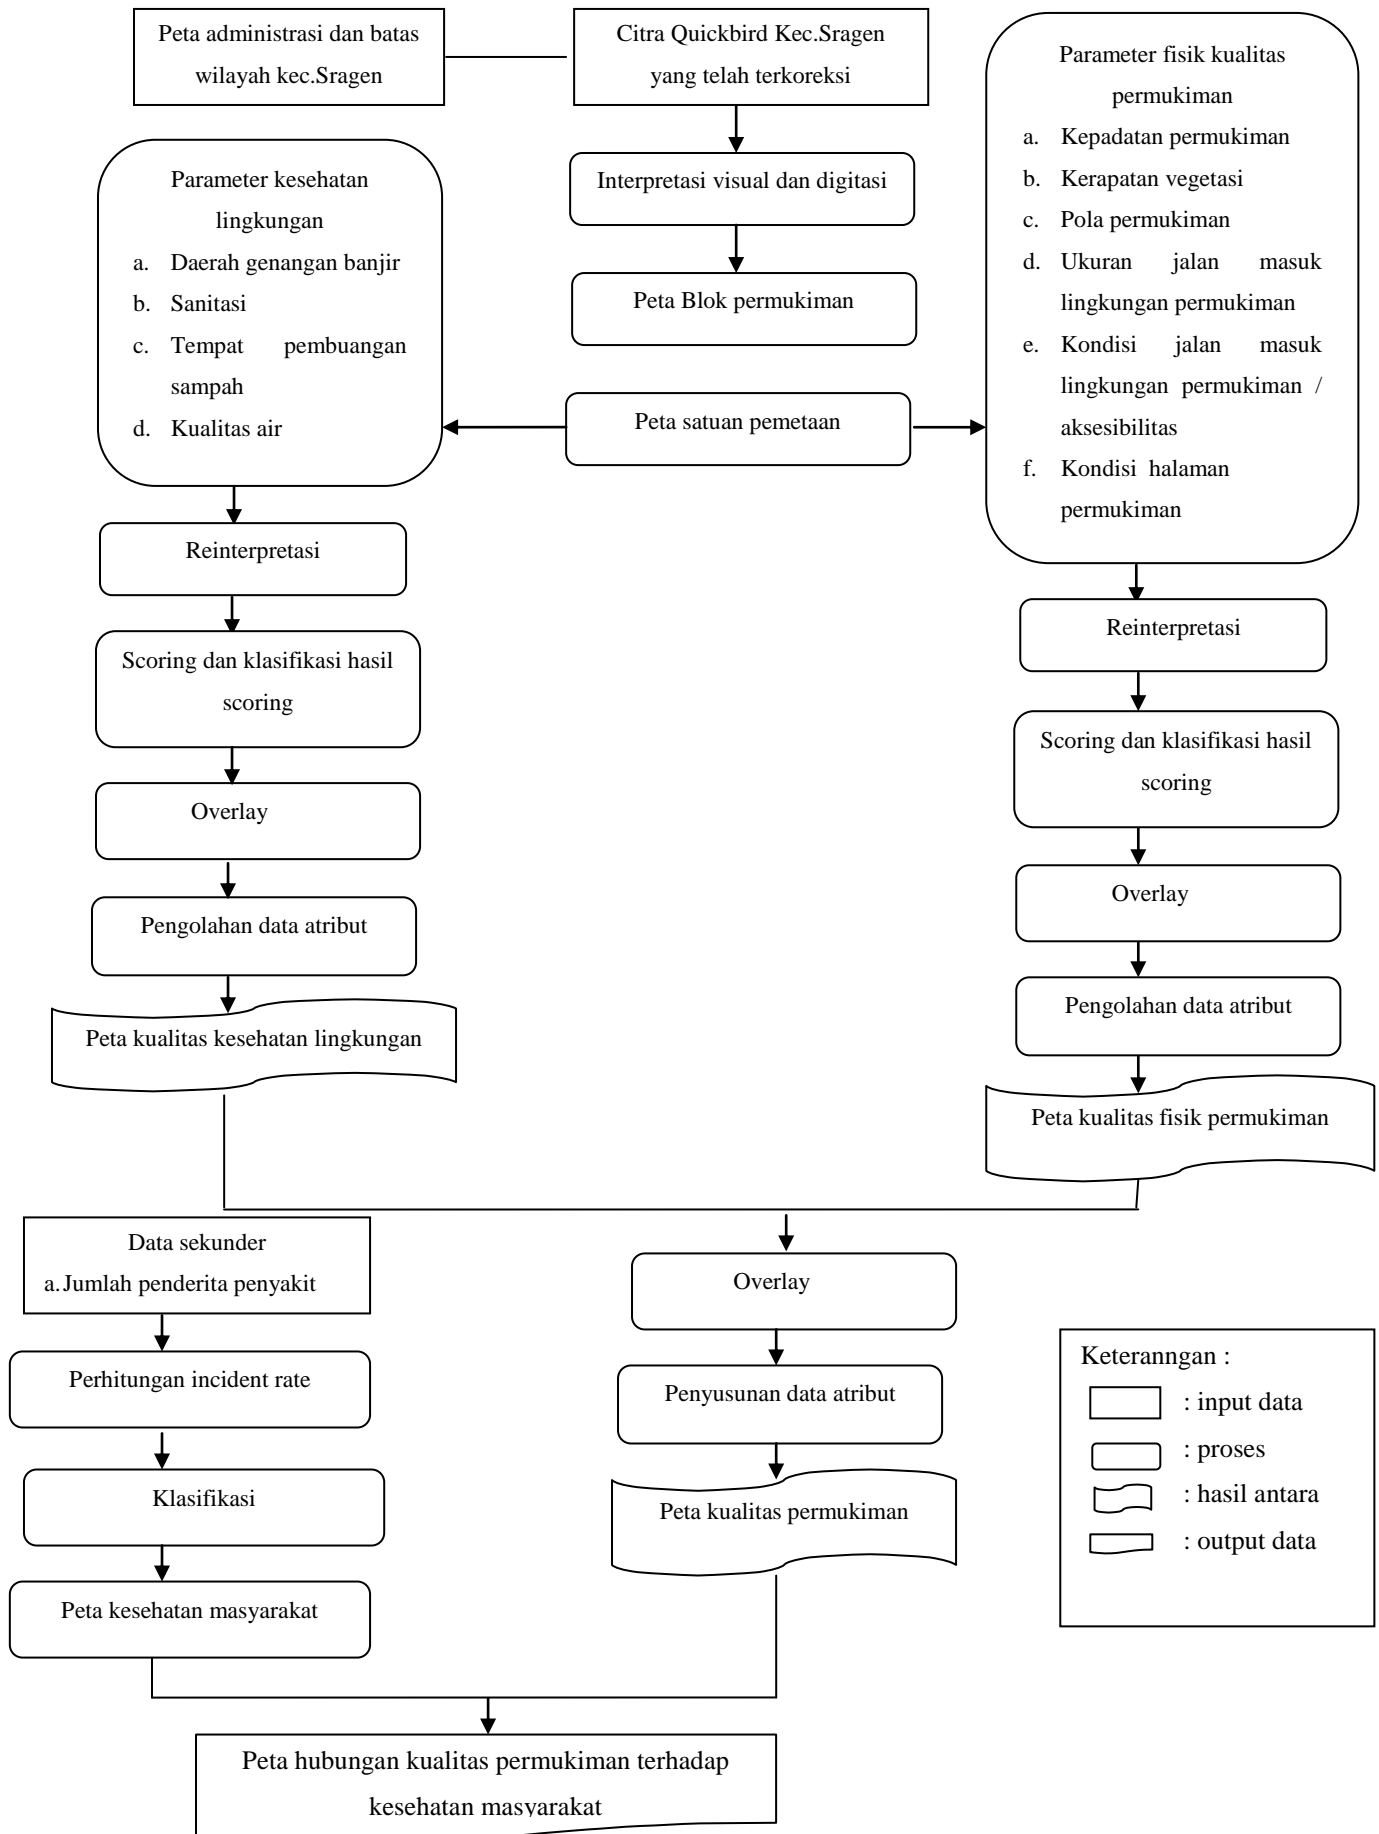 Peta administrasi dan batas
wilayah kec.Sragen
Citra Quickbird Kec.Sragen
yang telah terkoreksi
Parameter fisik kualitas
permukiman
a. Kepadatan permukiman
b. Kerapatan vegetasi
c. Pola permukiman
d. Ukuran jalan masuk
lingkungan permukiman
e. Kondisi jalan masuk
lingkungan permukiman /
aksesibilitas
f. Kondisi halaman
permukiman
Interpretasi visual dan digitasi
Peta Blok permukiman
Parameter kesehatan
lingkungan
a. Daerah genangan banjir
b. Sanitasi
c. Tempat pembuangan
sampah
d. Kualitas air
Peta satuan pemetaan
Reinterpretasi
Scoring dan klasifikasi hasil
scoring
Overlay
Pengolahan data atribut
Peta kualitas kesehatan lingkungan
Reinterpretasi
Scoring dan klasifikasi hasil
scoring
Overlay
Pengolahan data atribut
Peta kualitas fisik permukiman
Data sekunder
a.Jumlah penderita penyakit
Perhitungan incident rate
Klasifikasi
Peta kesehatan masyarakat
Overlay
Penyusunan data atribut
Peta kualitas permukiman
Keteranngan :
: input data
: proses
: hasil antara
: output data
Peta hubungan kualitas permukiman terhadap
kesehatan masyarakat